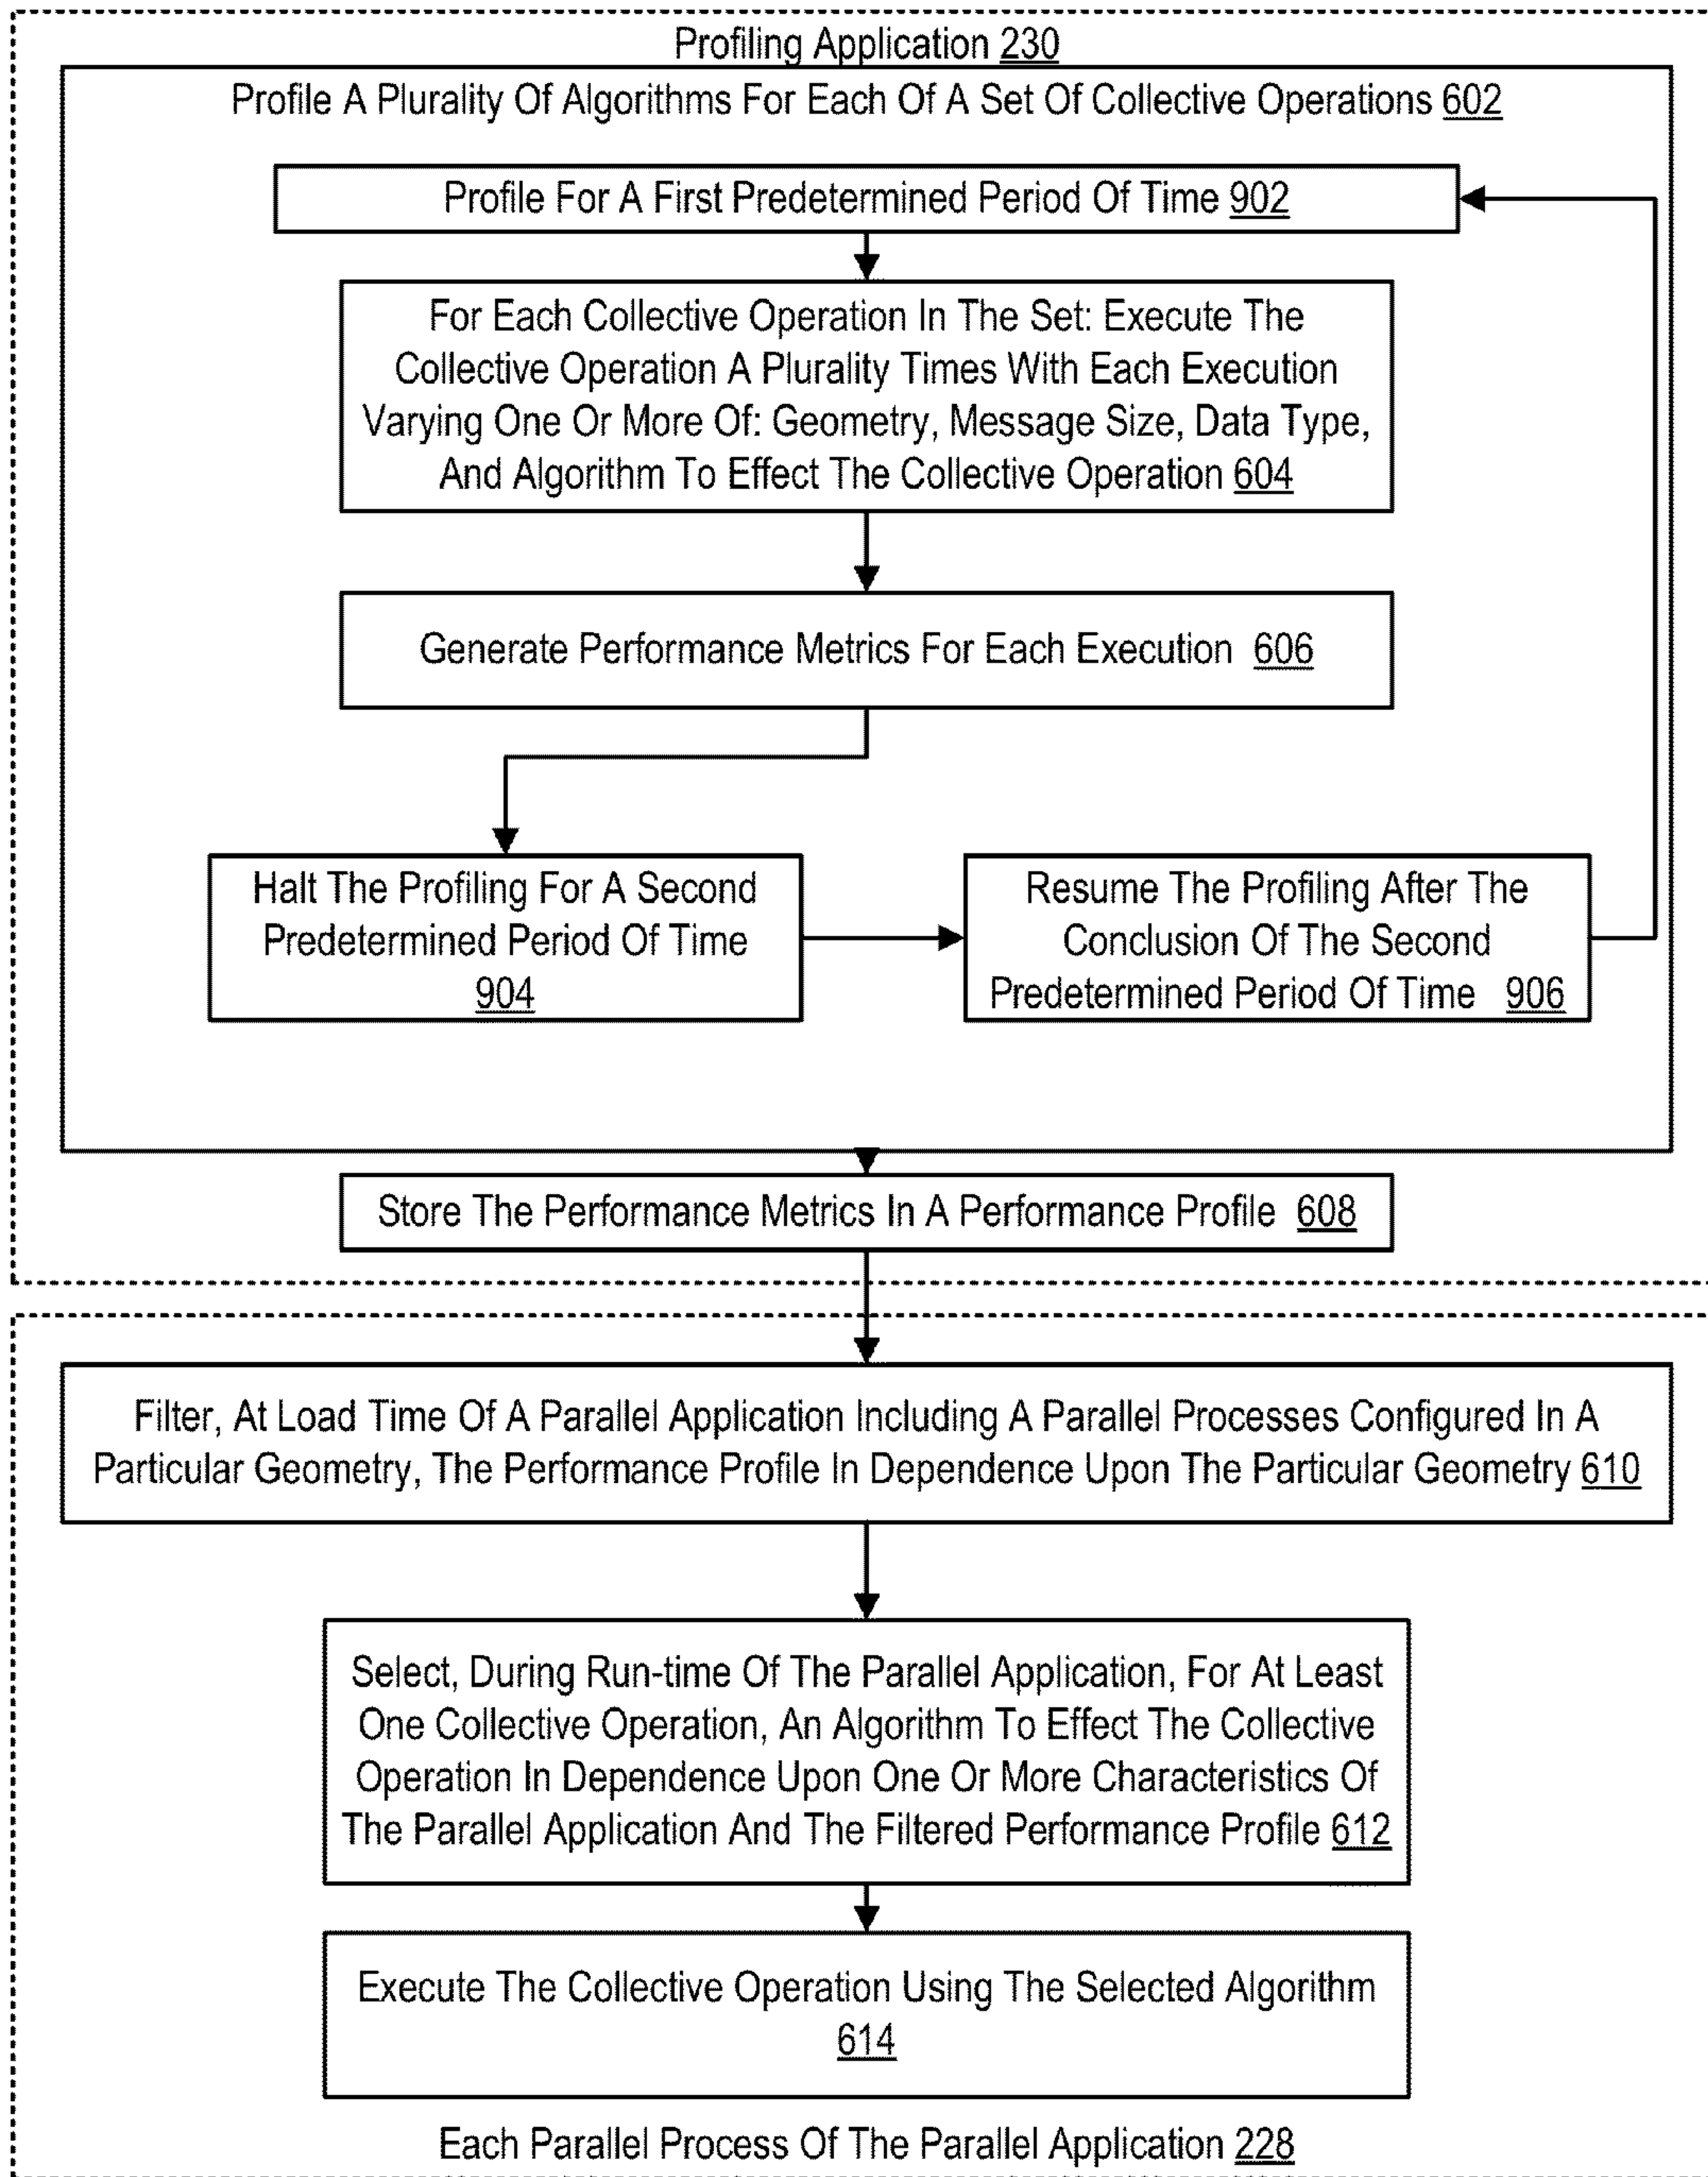 Profiling Application 230
Profile A Plurality Of Algorithms For Each Of A Set Of Collective Operations 602
Profile For A First Predetermined Period Of Time 902
For Each Collective Operation In The Set: Execute The
Collective Operation A Plurality Times With Each Execution
Varying One Or More Of: Geometry, Message Size, Data Type,
And Algorithm To Effect The Collective Operation 604
Generate Performance Metrics For Each Execution 606
Halt The Profiling For A Second
Predetermined Period Of Time
904
Resume The Profiling After The
Conclusion Of The Second
Predetermined Period Of Time 906
Store The Performance Metrics In A Performance Profile 608
Filter, At Load Time Of A Parallel Application Including A Parallel Processes Configured In A
Particular Geometry, The Performance Profile In Dependence Upon The Particular Geometry 610
Select, During Run-time Of The Parallel Application, For At Least
One Collective Operation, An Algorithm To Effect The Collective
Operation In Dependence Upon One Or More Characteristics Of
The Parallel Application And The Filtered Performance Profile 612
Execute The Collective Operation Using The Selected Algorithm
614
Each Parallel Process Of The Parallel Application 228